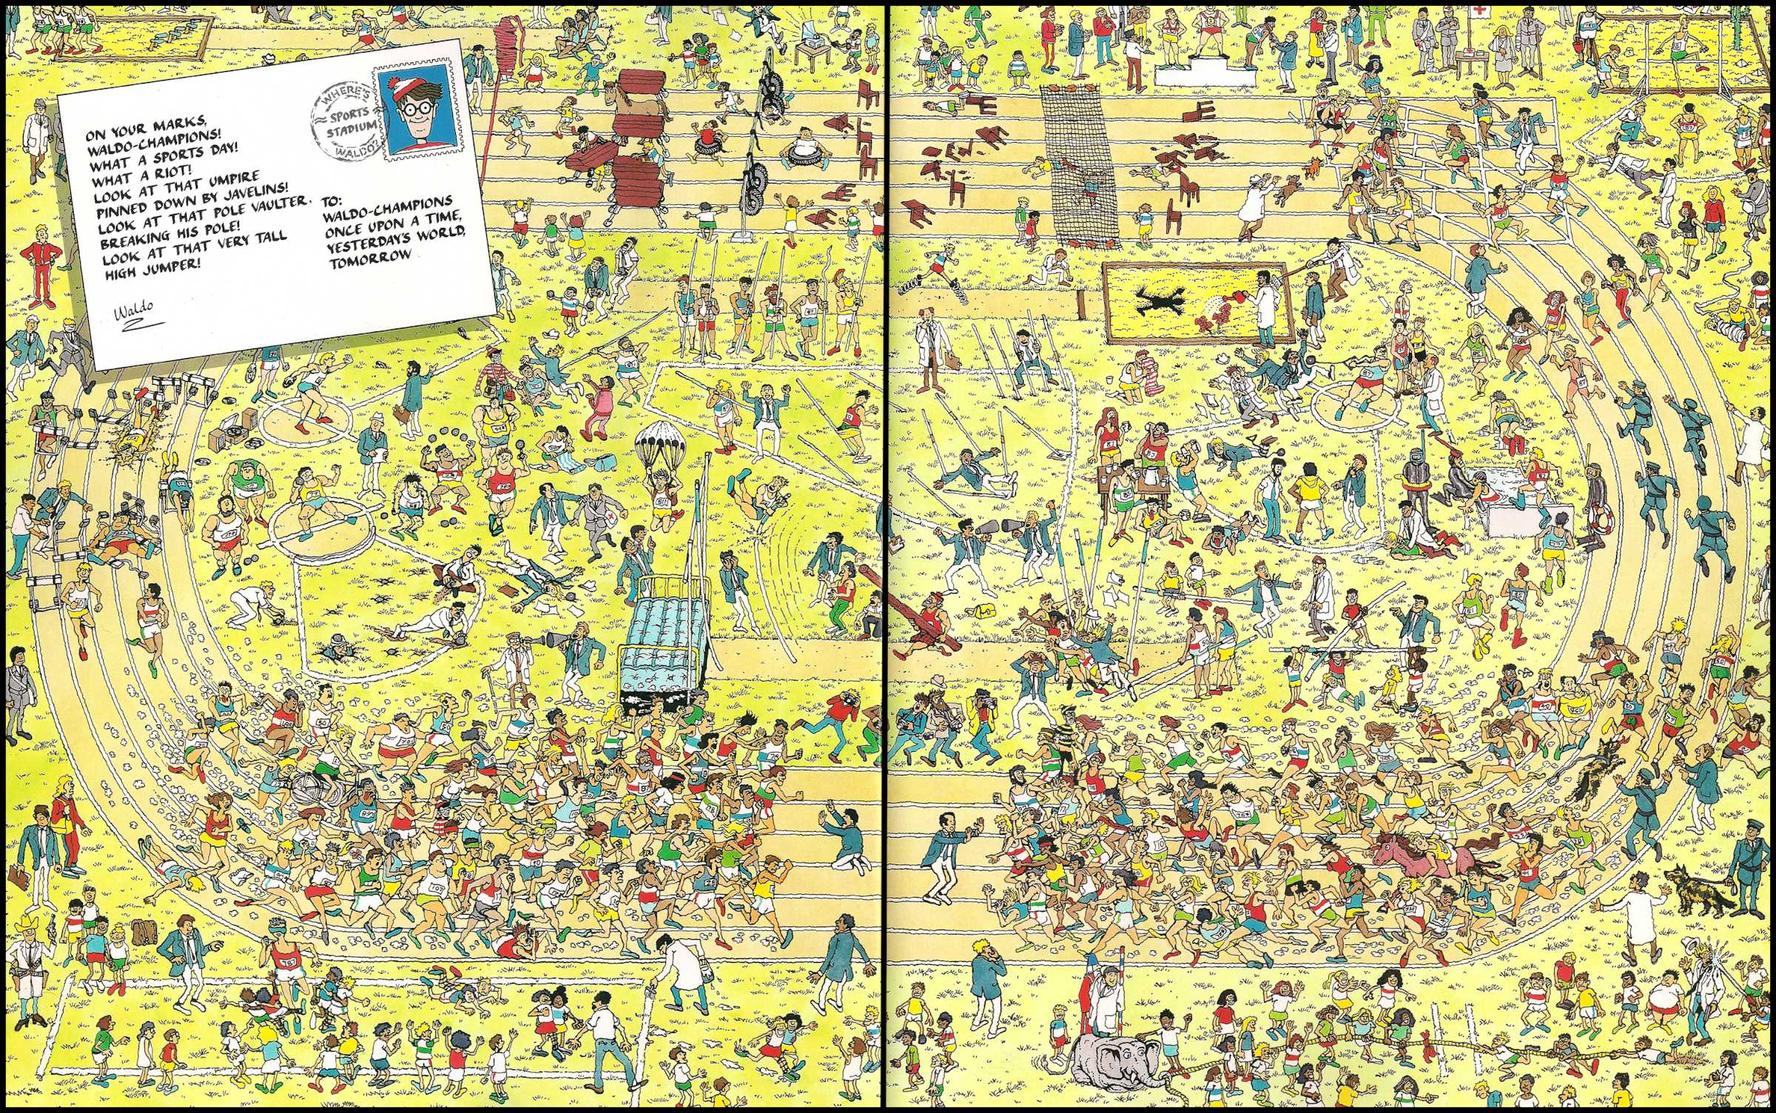 ON YOUR MARKS,
WALDO-CHAMPIONS!
WHAT A SPORTS DAY!
WHAT A RIOT!
LOOK AT THAT UMPIRE
PINNED DOWN BY JAVELINS!
LOOK AT THAT POLE VAULTER
BREAKING HIS POLE!
LOOK AT THAT VERY TALL
HIGH JUMPER!
Waldo
WHERE'S
SPORTS
STADIUM
WALDO?
TO:
WALDO-CHAMPIONS
ONCE UPON A TIME,
YESTERDAY'S WORLD,
TOMORROW